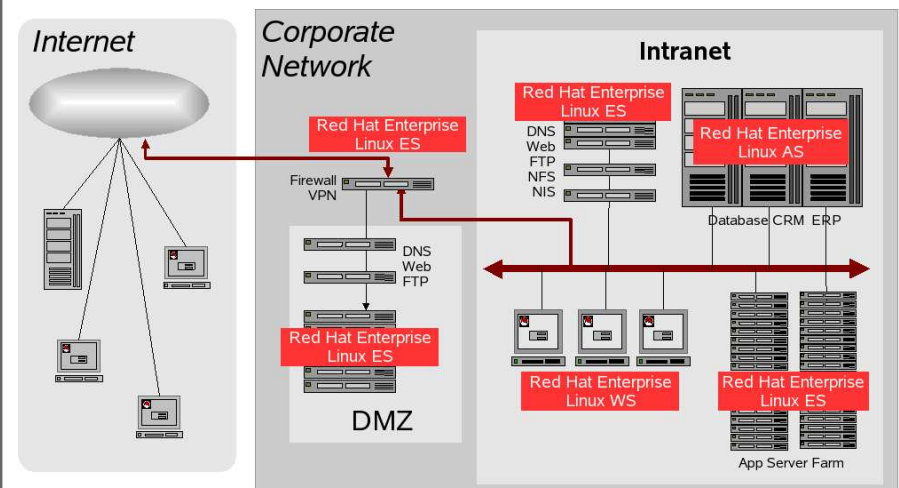 Internet
Corporate
Network
Intranet
Red Hat Enterprise
Linux ES
Firewall
VPN
DNS
Web
FTP
Red Hat Enterprise
Linux ES
DMZ
Red Hat Enterprise
Linux ES
DNS
Web
FTP
NFS
NIS
Red Hat Enterprise
Linux AS
Database CRM ERP
Red Hat Enterprise
Linux WS
Red Hat Enterprise
Linux ES
App Server Farm